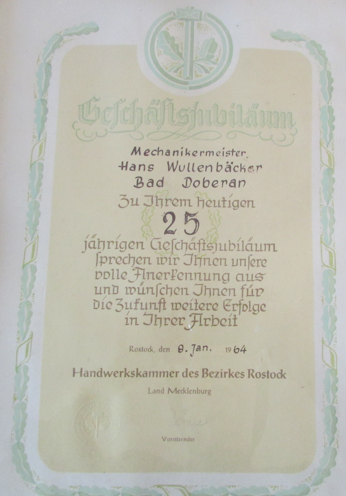 Geschäftsjubiläum
Mechanikermeister
Hans Wullenbäcker
Bad Doberan
Zu Ihrem heutigen
25
jährigen Geschäftsjubiläum
sprechen wir Ihnen unsere
volle Anerkennung aus
und wünschen Ihnen für
die Zukunft weitere Erfolge
in Ihrer Arbeit
Rostock, den 8. Jan. 1964
Handwerkskammer des Bezirkes Rostock
Land Mecklenburg
Vorsitzender